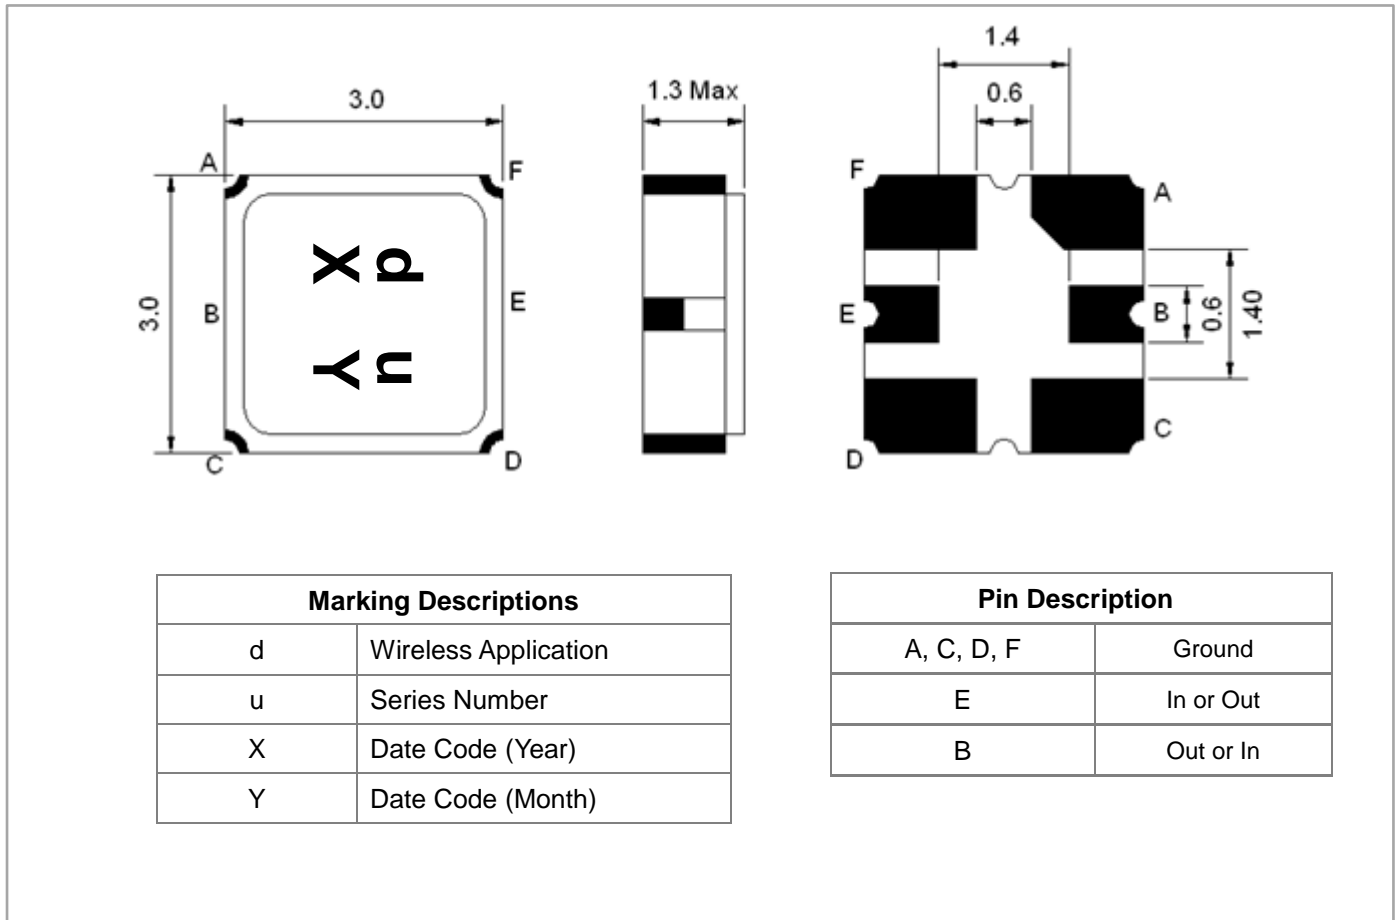 1.4
3.0
1.3 Max
0.6
A
F
F
A
d
X
3.0
B
E
E
B
0.6
1.40
u
Y
C
D
D
C
Marking Descriptions
d Wireless Application
u Series Number
X Date Code (Year)
Y Date Code (Month)
Pin Description
A, C, D, F Ground
E In or Out
B Out or In